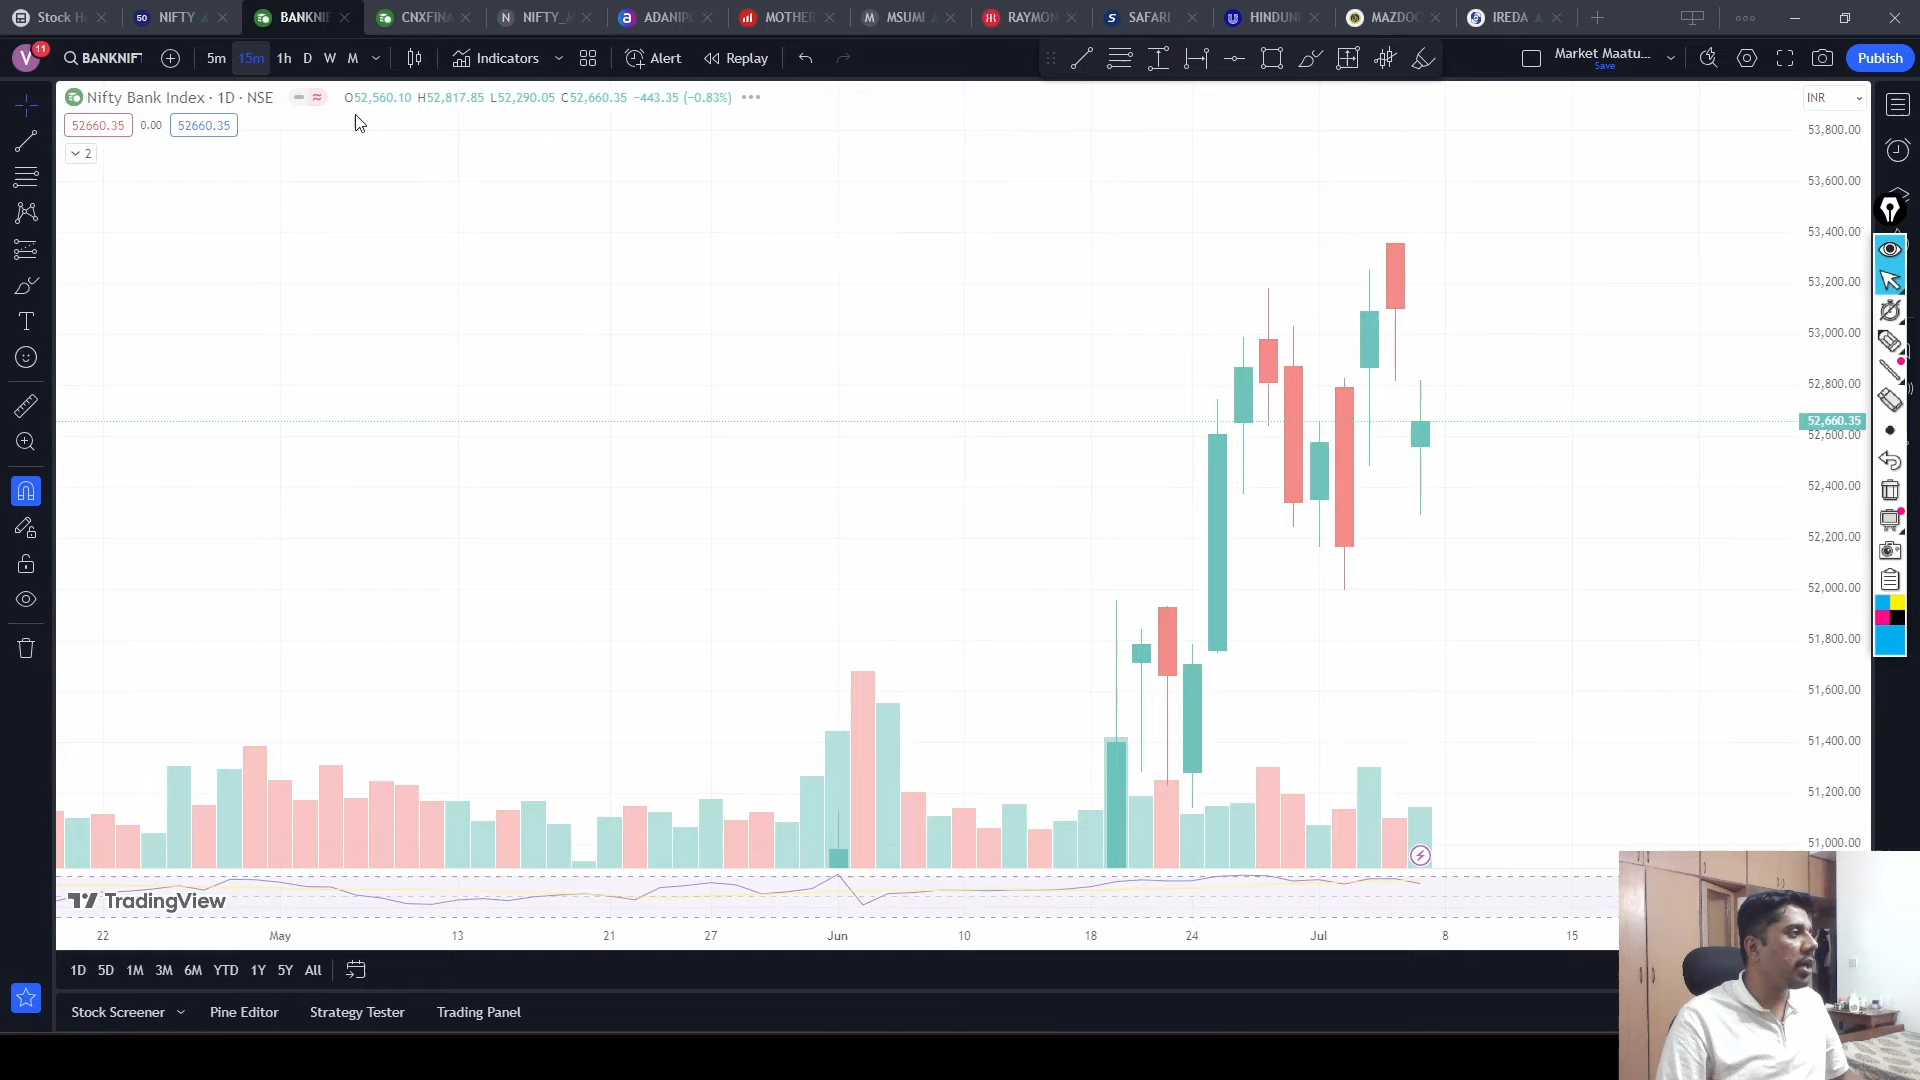 Stock H
50 NIFTY
BANKNIF
CNXFINA
N NIFTY_
a ADANIP
MOTHER
M MSUMI
RAYMON
S SAFARI
HINDUN
MAZDOC
IREDA
V 11
BANKNIF
5m 15m 1h D W M
Indicators
Alert
Replay
Market Maatu...
Save
Publish
Nifty Bank Index · 1D · NSE
O52,560.10 H52,817.85 L52,290.05 C52,660.35 −443.35 (−0.83%)
INR
52660.35 0.00 52660.35
2
53,800.00
53,600.00
53,400.00
53,200.00
53,000.00
52,800.00
52,660.35
52,600.00
52,400.00
52,200.00
52,000.00
51,800.00
51,600.00
51,400.00
51,200.00
51,000.00
TradingView
22 May 13 21 27 Jun 10 18 24 Jul 8 15
1D 5D 1M 3M 6M YTD 1Y 5Y All
Stock Screener Pine Editor Strategy Tester Trading Panel